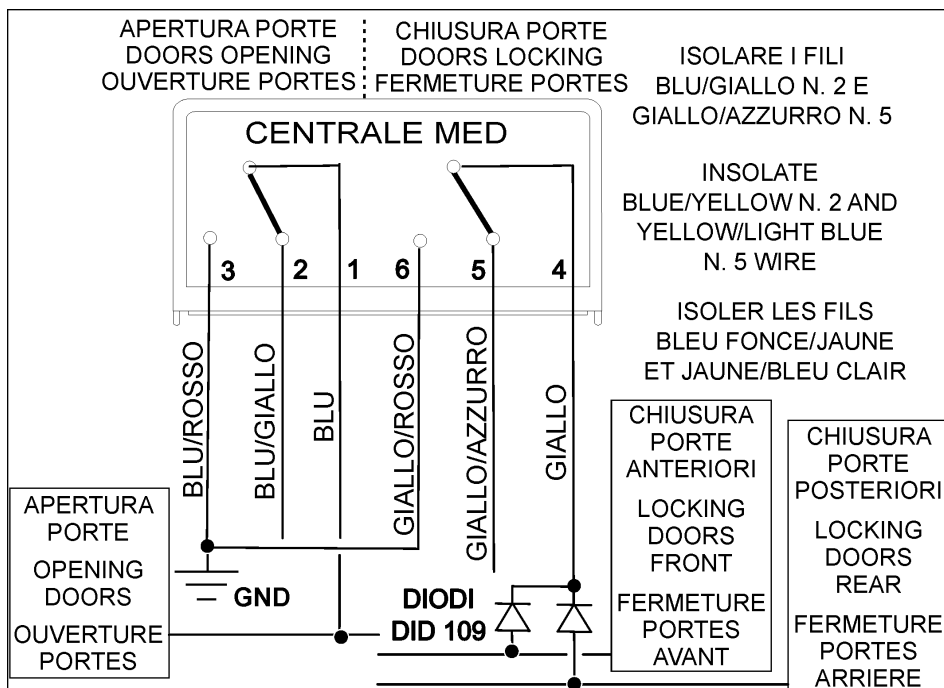 APERTURA PORTE
DOORS OPENING
OUVERTURE PORTES
CHIUSURA PORTE
DOORS LOCKING
FERMETURE PORTES
ISOLARE I FILI
BLU/GIALLO N. 2 E
GIALLO/AZZURRO N. 5
INSOLATE
BLUE/YELLOW N. 2 AND
YELLOW/LIGHT BLUE
N. 5 WIRE
ISOLER LES FILS
BLEU FONCE/JAUNE
ET JAUNE/BLEU CLAIR
CENTRALE MED
3 2 1 6 5 4
BLU/ROSSO
BLU/GIALLO
BLU
GIALLO/ROSSO
GIALLO/AZZURRO
GIALLO
APERTURA
PORTE
OPENING
DOORS
OUVERTURE
PORTES
GND
DIODI
DID 109
CHIUSURA
PORTE
ANTERIORI
LOCKING
DOORS
FRONT
FERMETURE
PORTES
AVANT
CHIUSURA
PORTE
POSTERIORI
LOCKING
DOORS
REAR
FERMETURE
PORTES
ARRIERE